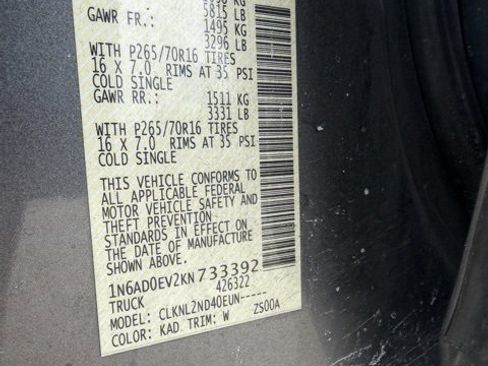 GAWR FR.: 5815 LB
1495 KG
3296 LB
WITH P265/70R16 TIRES
16 X 7.0 RIMS AT 35 PSI
COLD SINGLE
GAWR RR.: 1511 KG
3331 LB
WITH P265/70R16 TIRES
16 X 7.0 RIMS AT 35 PSI
COLD SINGLE
THIS VEHICLE CONFORMS TO
ALL APPLICABLE FEDERAL
MOTOR VEHICLE SAFETY AND
THEFT PREVENTION
STANDARDS IN EFFECT ON
THE DATE OF MANUFACTURE
SHOWN ABOVE.
1N6AD0EV2KN733392
TRUCK 426322
MODEL: CLKNL2ND40EUN-----
COLOR: KAD TRIM: W ZS00A